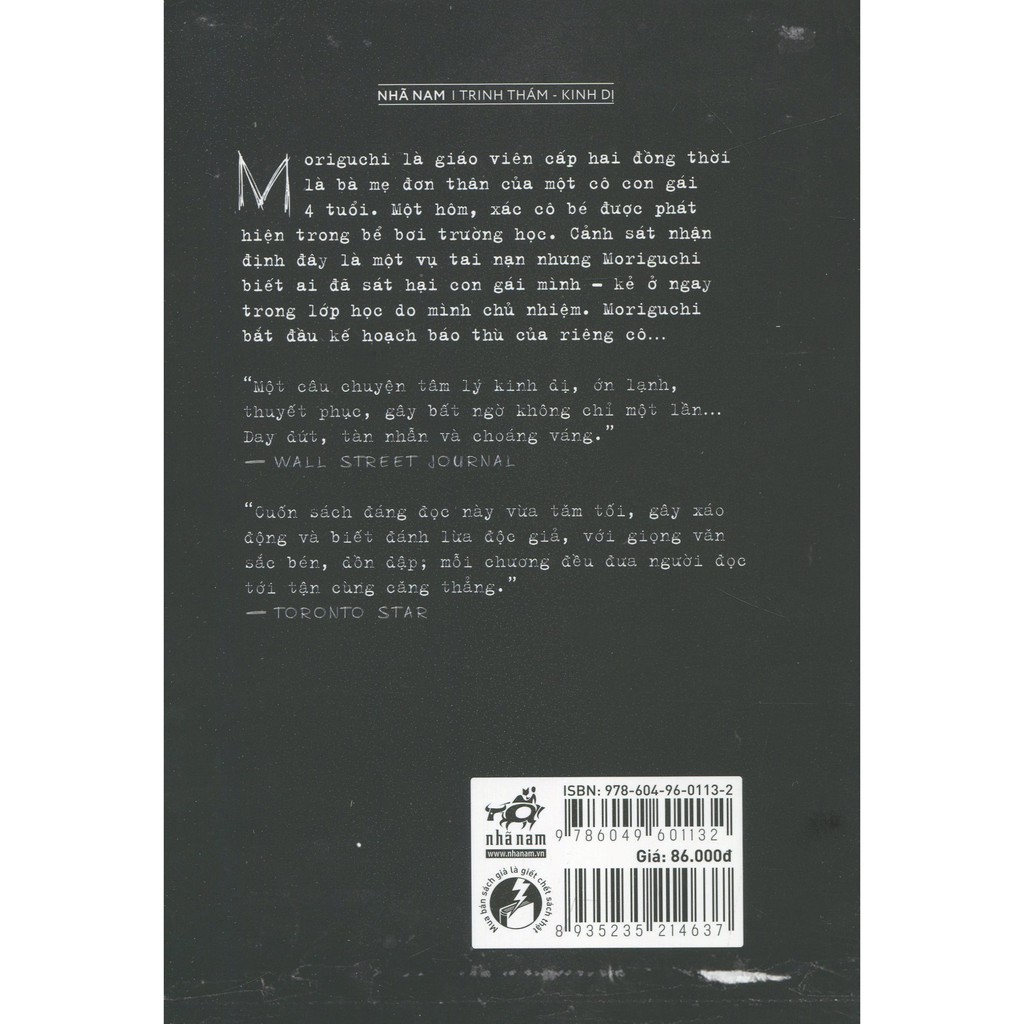 NHÃ NAM | TRINH THÁM - KINH DỊ
Moriguchi là giáo viên cấp hai đồng thời
là bà mẹ đơn thân của một cô con gái
4 tuổi. Một hôm, xác cô bé được phát
hiện trong bể bơi trường học. Cảnh sát nhận
định đây là một vụ tai nạn nhưng Moriguchi
biết ai đã sát hại con gái mình – kẻ ở ngay
trong lớp học do mình chủ nhiệm. Moriguchi
bắt đầu kế hoạch báo thù của riêng cô...
“Một câu chuyện tâm lý kinh dị, ớn lạnh,
thuyết phục, gây bất ngờ không chỉ một lần...
Day dứt, tàn nhẫn và choáng váng.”
— WALL STREET JOURNAL
“Cuốn sách đáng đọc này vừa tăm tối, gây xáo
động và biết đánh lừa độc giả, với giọng văn
sắc bén, dồn dập; mỗi chương đều đưa người đọc
tới tận cùng căng thẳng.”
— TORONTO STAR
ISBN: 978-604-96-0113-2
nhã nam
www.nhanam.vn
9 786049 601132
Giá: 86.000đ
Mua bán sách giả là giết chết sách thật
8 935235 214637